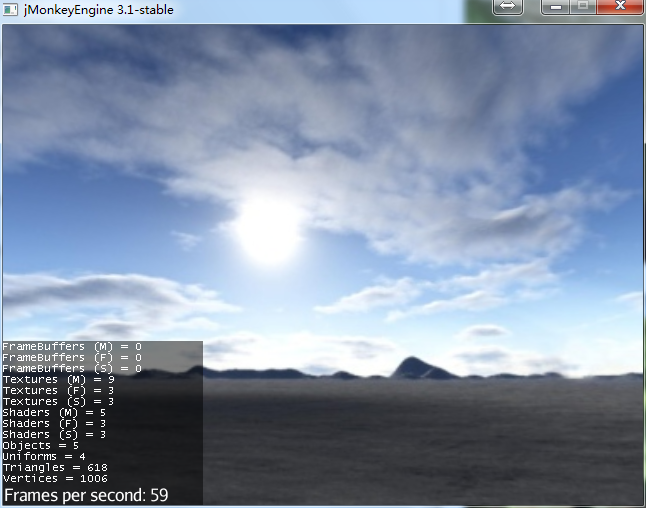 jMonkeyEngine 3.1-stable
FrameBuffers (M) = 0
FrameBuffers (F) = 0
FrameBuffers (S) = 0
Textures (M) = 9
Textures (F) = 3
Textures (S) = 3
Shaders (M) = 5
Shaders (F) = 3
Shaders (S) = 3
Objects = 5
Uniforms = 4
Triangles = 618
Vertices = 1006
Frames per second: 59